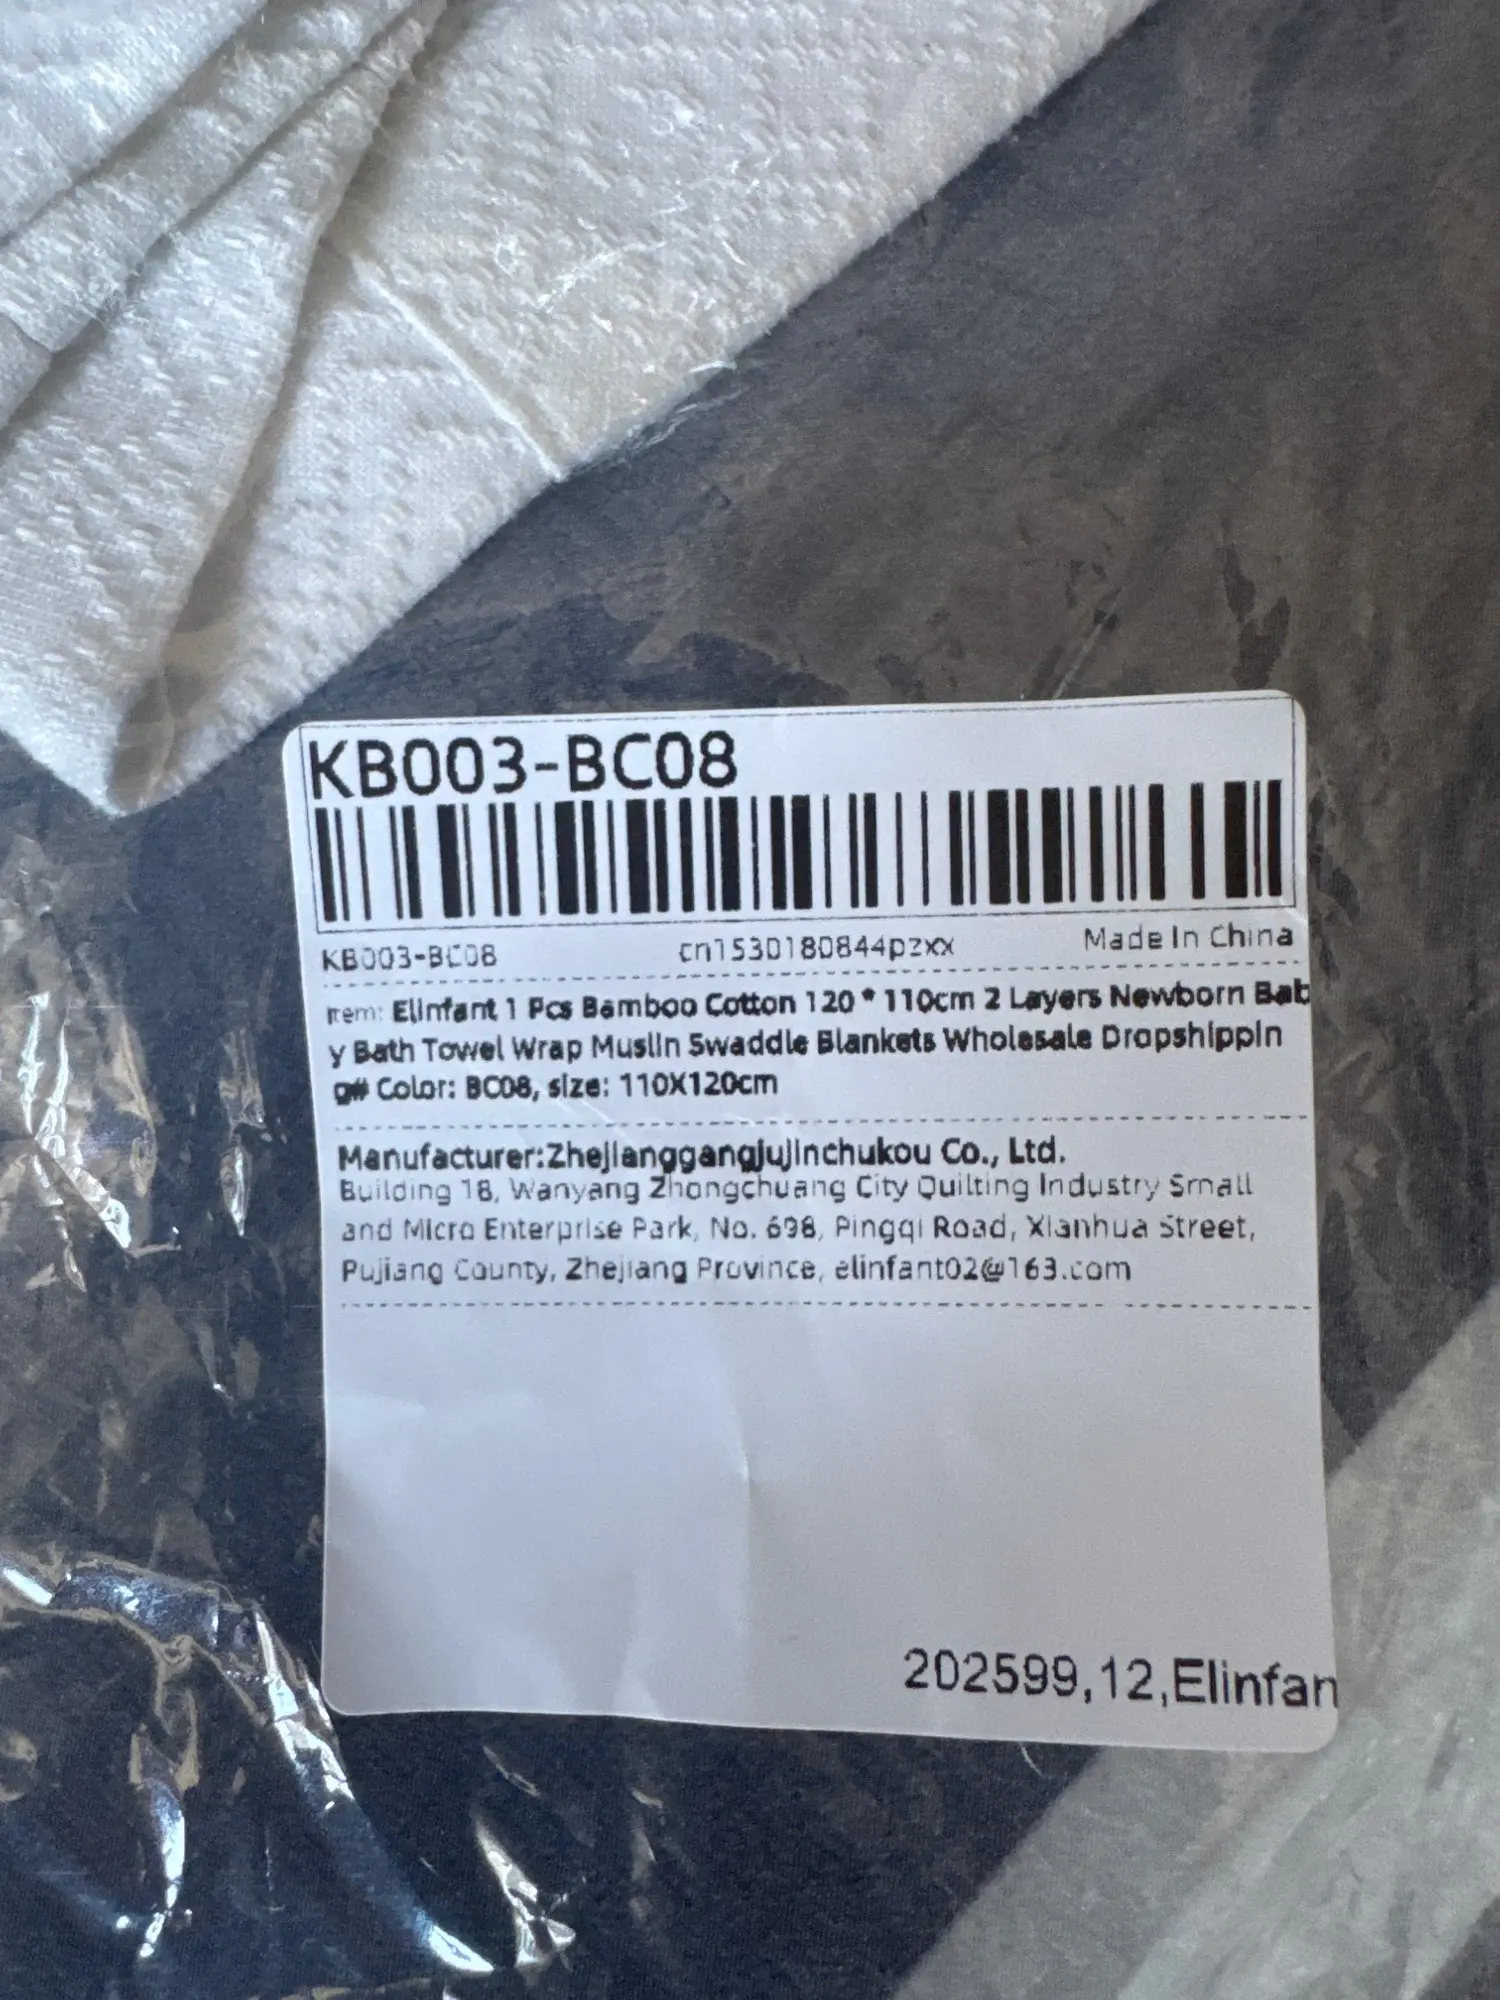 KB003-BC08
KB003-BC08 cn1530180844pzxx Made In China
Item: Elinfant 1 Pcs Bamboo Cotton 120 * 110cm 2 Layers Newborn Bab
y Bath Towel Wrap Muslin Swaddle Blankets Wholesale Dropshippin
g# Color: BC08, size: 110X120cm
Manufacturer:Zhejianggangjujinchukou Co., Ltd.
Building 18, Wanyang Zhongchuang City Quilting Industry Small
and Micro Enterprise Park, No. 698, Pingqi Road, Xianhua Street,
Pujiang County, Zhejiang Province, elinfant02@163.com
202599,12,Elinfan